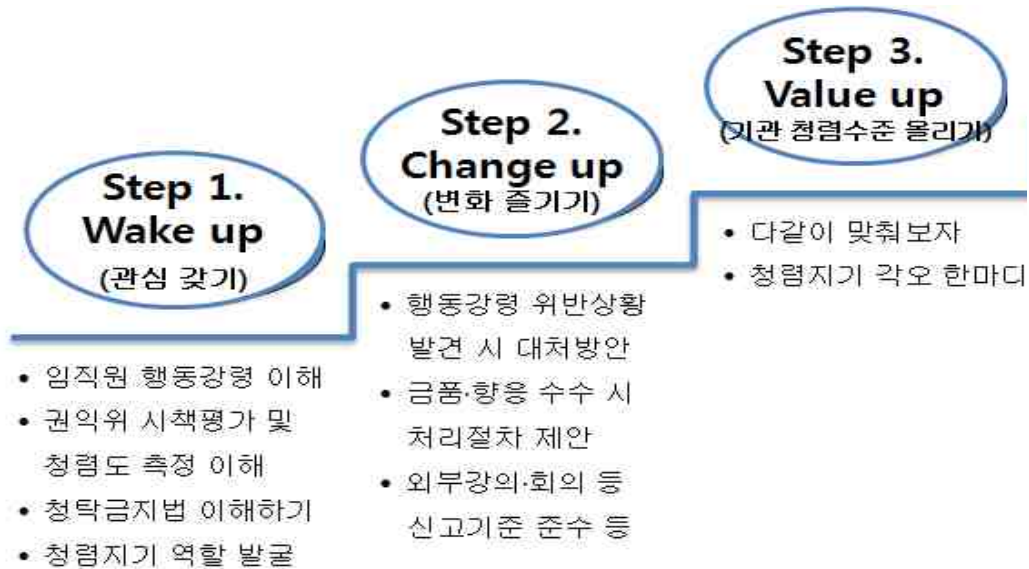 Step 1.
Wake up
(관심 갖기)
• 임직원 행동강령 이해
• 권익위 시책평가 및
청렴도 측정 이해
• 청탁금지법 이해하기
• 청렴지기 역할 발굴
Step 2.
Change up
(변화 즐기기)
• 행동강령 위반상황
발견 시 대처방안
• 금품·향응 수수 시
처리절차 제안
• 외부강의·회의 등
신고기준 준수 등
Step 3.
Value up
(기관 청렴수준 올리기)
• 다같이 맞춰보자
• 청렴지기 각오 한마디